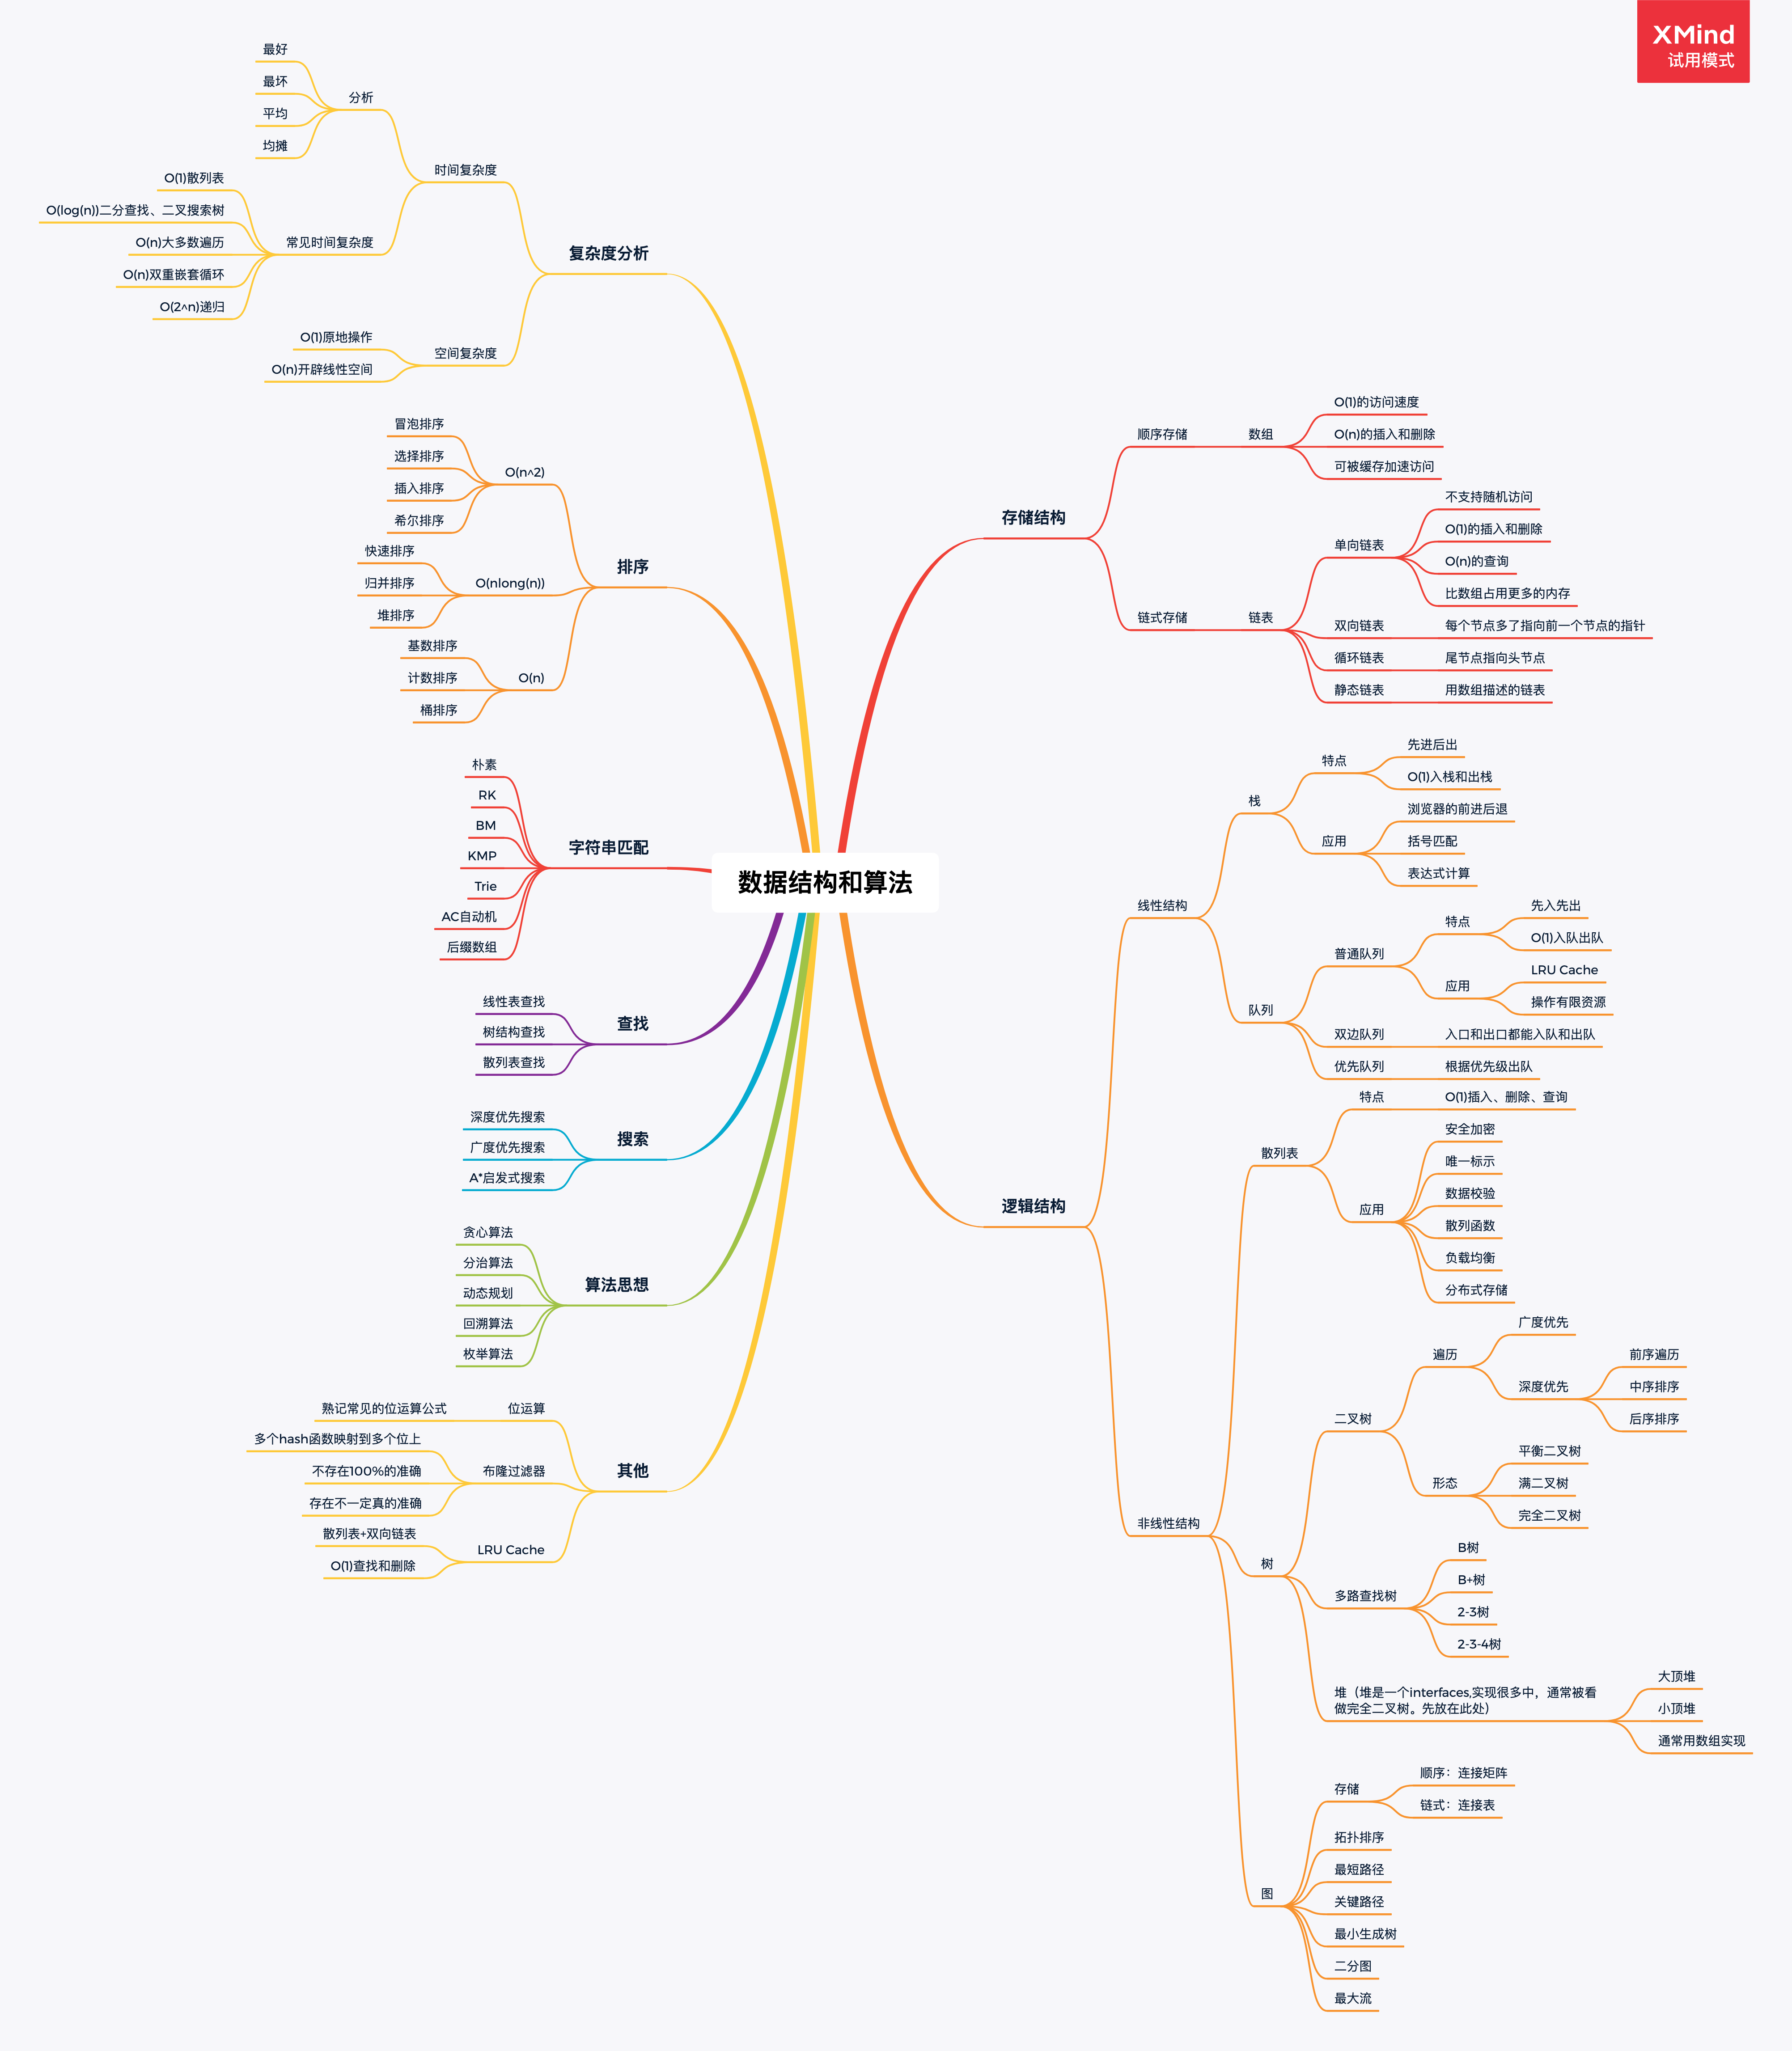 XMind
试用模式
数据结构和算法
复杂度分析
时间复杂度
分析
最好
最坏
平均
均摊
常见时间复杂度
O(1)散列表
O(log(n))二分查找、二叉搜索树
O(n)大多数遍历
O(n)双重嵌套循环
O(2^n)递归
空间复杂度
O(1)原地操作
O(n)开辟线性空间
排序
O(n^2)
冒泡排序
选择排序
插入排序
希尔排序
O(nlong(n))
快速排序
归并排序
堆排序
O(n)
基数排序
计数排序
桶排序
字符串匹配
朴素
RK
BM
KMP
Trie
AC自动机
后缀数组
查找
线性表查找
树结构查找
散列表查找
搜索
深度优先搜索
广度优先搜索
A*启发式搜索
算法思想
贪心算法
分治算法
动态规划
回溯算法
枚举算法
其他
位运算
熟记常见的位运算公式
布隆过滤器
多个hash函数映射到多个位上
不存在100%的准确
存在不一定真的准确
LRU Cache
散列表+双向链表
O(1)查找和删除
存储结构
顺序存储
数组
O(1)的访问速度
O(n)的插入和删除
可被缓存加速访问
链式存储
链表
单向链表
不支持随机访问
O(1)的插入和删除
O(n)的查询
比数组占用更多的内存
双向链表
每个节点多了指向前一个节点的指针
循环链表
尾节点指向头节点
静态链表
用数组描述的链表
逻辑结构
线性结构
栈
特点
先进后出
O(1)入栈和出栈
应用
浏览器的前进后退
括号匹配
表达式计算
队列
普通队列
特点
先入先出
O(1)入队出队
应用
LRU Cache
操作有限资源
双边队列
入口和出口都能入队和出队
优先队列
根据优先级出队
非线性结构
散列表
特点
O(1)插入、删除、查询
应用
安全加密
唯一标示
数据校验
散列函数
负载均衡
分布式存储
树
二叉树
遍历
广度优先
深度优先
前序遍历
中序排序
后序排序
形态
平衡二叉树
满二叉树
完全二叉树
多路查找树
B树
B+树
2-3树
2-3-4树
堆（堆是一个interfaces,实现很多中，通常被看
做完全二叉树。先放在此处）
大顶堆
小顶堆
通常用数组实现
图
存储
顺序：连接矩阵
链式：连接表
拓扑排序
最短路径
关键路径
最小生成树
二分图
最大流